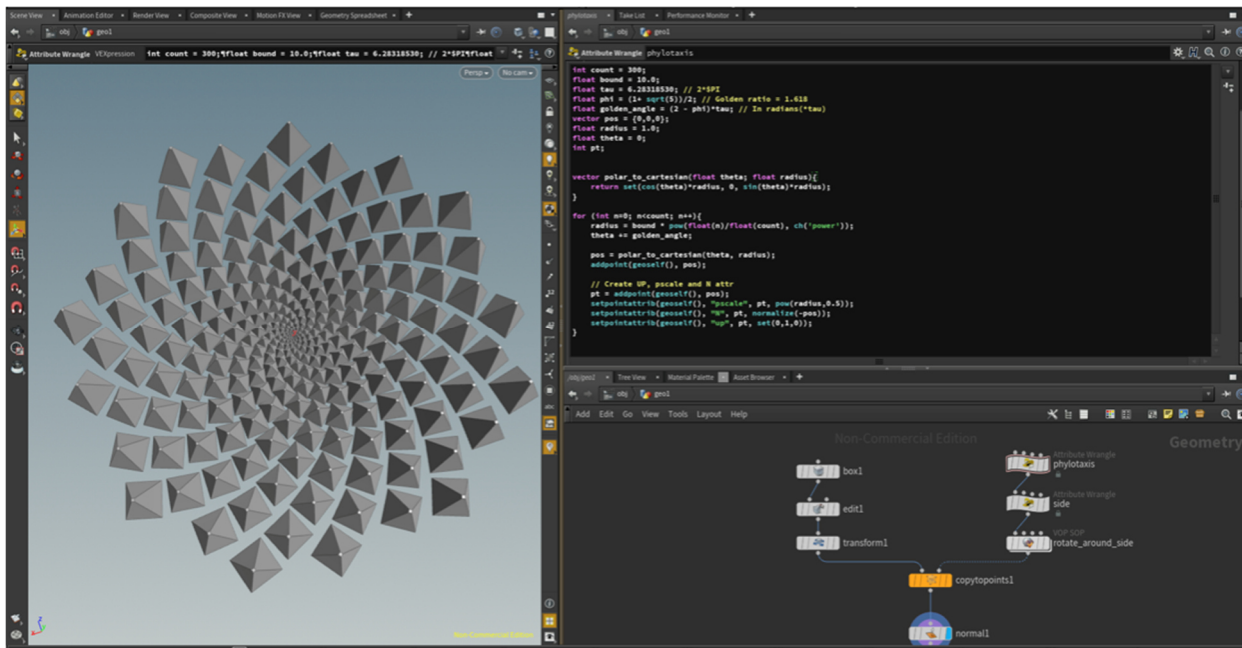 Scene View Animation Editor Render View Composite View Motion FX View Geometry Spreadsheet
obj geo1
Attribute Wrangle VEXpression int count = 300;¶float bound = 10.0;¶float tau = 6.28318530; // 2*$PI¶float
Persp No cam
Non-Commercial Edition
phylotaxis Take List Performance Monitor
obj geo1
Attribute Wrangle phylotaxis
int count = 300;
float bound = 10.0;
float tau = 6.28318530; // 2*$PI
float phi = (1+ sqrt(5))/2; // Golden ratio = 1.618
float golden_angle = (2 - phi)*tau; // In radians(*tau)
vector pos = {0,0,0};
float radius = 1.0;
float theta = 0;
int pt;
vector polar_to_cartesian(float theta; float radius){
return set(cos(theta)*radius, 0, sin(theta)*radius);
}
for (int n=0; n<count; n++){
radius = bound * pow(float(n)/float(count), ch('power'));
theta += golden_angle;
pos = polar_to_cartesian(theta, radius);
addpoint(geoself(), pos);
// Create UP, pscale and N attr
pt = addpoint(geoself(), pos);
setpointattrib(geoself(), "pscale", pt, pow(radius,0.5));
setpointattrib(geoself(), "N", pt, normalize(-pos));
setpointattrib(geoself(), "up", pt, set(0,1,0));
}
/obj/geo1 Tree View Material Palette Asset Browser
obj geo1
Add Edit Go View Tools Layout Help
Non-Commercial Edition
Geometry
box1
edit1
transform1
Attribute Wrangle
phylotaxis
Attribute Wrangle
side
VOP SOP
rotate_around_side
copytopoints1
normal1